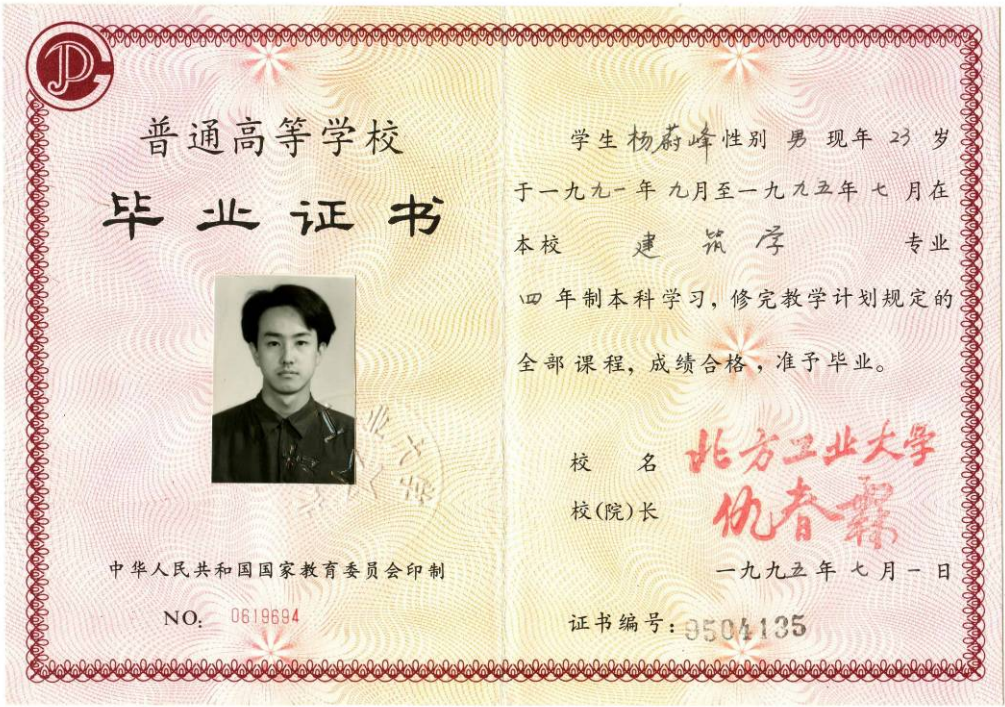 普通高等学校
毕业证书
中华人民共和国国家教育委员会印制
NO: 0619694
学生 杨蔚峰 性别 男 现年 23 岁
于一九九一年九月至一九九五年七月在
本校 建筑学 专业
四年制本科学习，修完教学计划规定的
全部课程，成绩合格，准予毕业。
校名 北方工业大学
校(院)长 仇春霖
一九九五年七月一日
证书编号：9504135